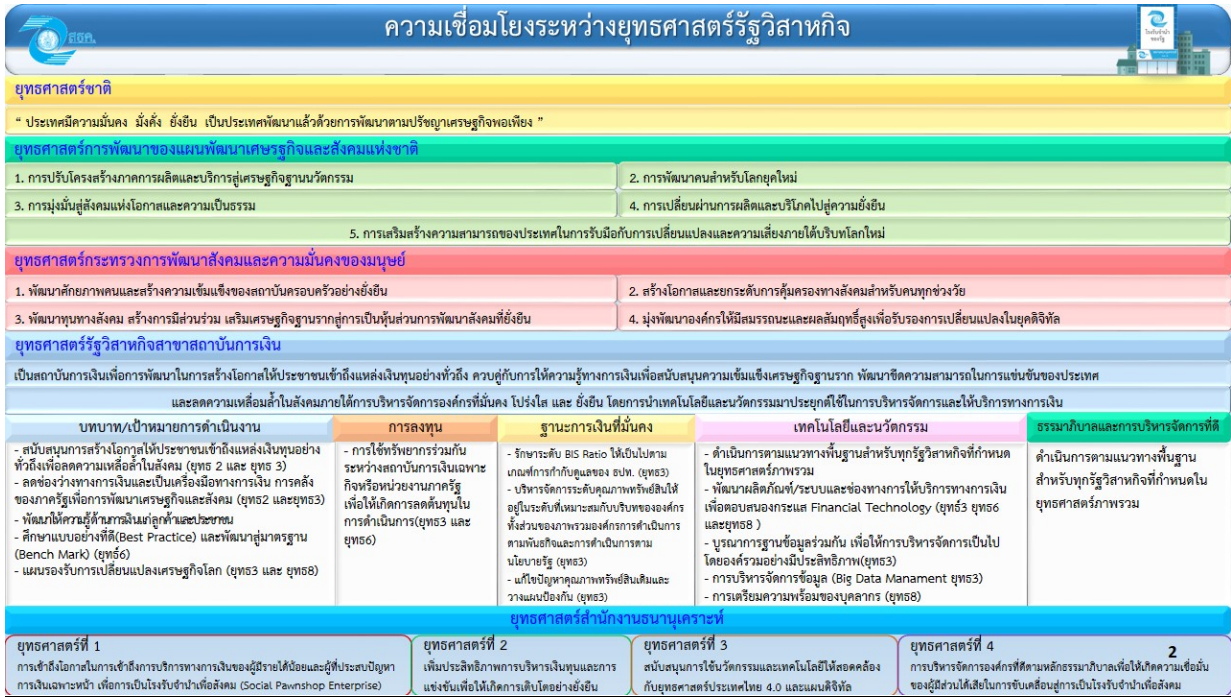 สธค.
ความเชื่อมโยงระหว่างยุทธศาสตร์รัฐวิสาหกิจ
โรงรับจำนำ
ของรัฐ
ยุทธศาสตร์ชาติ
“ ประเทศมีความมั่นคง มั่งคั่ง ยั่งยืน เป็นประเทศพัฒนาแล้วด้วยการพัฒนาตามปรัชญาเศรษฐกิจพอเพียง ”
ยุทธศาสตร์การพัฒนาของแผนพัฒนาเศษรฐกิจและสังคมแห่งชาติ
1. การปรับโครงสร้างภาคการผลิตและบริการสู่เศรษฐกิจฐานนวัตกรรม
2. การพัฒนาคนสำหรับโลกยุคใหม่
3. การมุ่งมั่นสู่สังคมแห่งโอกาสและความเป็นธรรม
4. การเปลี่ยนผ่านการผลิตและบริโภคไปสู่ความยั่งยืน
5. การเสริมสร้างความสามารถของประเทศในการรับมือกับการเปลี่ยนแปลงและความเสี่ยงภายใต้บริบทโลกใหม่
ยุทธศาสตร์กระทรวงการพัฒนาสังคมและความมั่นคงของมนุษย์
1. พัฒนาศักยภาพคนและสร้างความเข้มแข็งของสถาบันครอบครัวอย่างยั่งยืน
2. สร้างโอกาสและยกระดับการคุ้มครองทางสังคมสำหรับคนทุกช่วงวัย
3. พัฒนาทุนทางสังคม สร้างการมีส่วนร่วม เสริมเศรษฐกิจฐานรากสู่การเป็นหุ้นส่วนการพัฒนาสังคมที่ยั่งยืน
4. มุ่งพัฒนาองค์กรให้มีสมรรถนะและผลสัมฤทธิ์สูงเพื่อรับรองการเปลี่ยนแปลงในยุคดิจิทัล
ยุทธศาสตร์รัฐวิสาหกิจสาขาสถาบันการเงิน
เป็นสถาบันการเงินเพื่อการพัฒนาในการสร้างโอกาสให้ประชาชนเข้าถึงแหล่งเงินทุนอย่างทั่วถึง ควบคู่กับการให้ความรู้ทางการเงินเพื่อสนับสนุนความเข้มแข็งเศรษฐกิจฐานราก พัฒนาขีดความสามารถในการแข่งขันของประเทศ
และลดความเหลื่อมล้ำในสังคมภายใต้การบริหารจัดการองค์กรที่มั่นคง โปร่งใส และ ยั่งยืน โดยการนำเทคโนโลยีและนวัตกรรมมาประยุกต์ใช้ในการบริหารจัดการและให้บริการทางการเงิน
บทบาท/เป้าหมายการดำเนินงาน
- สนับสนุนการสร้างโอกาสให้ประชาชนเข้าถึงแหล่งเงินทุนอย่าง
ทั่วถึงเพื่อลดความเหลือล้ำในสังคม (ยุทธ 2 และ ยุทธ 3)
- ลดช่องว่างทางการเงินและเป็นเครื่องมือทางการเงิน การคลัง
ของภาครัฐเพื่อการพัฒนาเศรษฐกิจและสังคม (ยุทธ2 และยุทธ3)
- พัฒนาให้ความรู้ด้านการเงินแก่ลูกค้าและประชาชน
- ศึกษาแบบอย่างที่ดี(Best Practice) และพัฒนาสู่มาตรฐาน
(Bench Mark) (ยุทธ์6)
- แผนรองรับการเปลี่ยนแปลงเศรษฐกิจโลก (ยุทธ3 และ ยุทธ8)
การลงทุน
- การใช้ทรัพยากรร่วมกัน
ระหว่างสถาบันการเงินเฉพาะ
กิจหรือหน่วยงานภาครัฐ
เพื่อให้เกิดการลดต้นทุนใน
การดำเนินการ(ยุทธ3 และ
ยุทธ6)
ฐานะการเงินที่มั่นคง
- รักษาระดับ BIS Ratio ให้เป็นไปตาม
เกณฑ์การกำกับดูแลของ ธปท. (ยุทธ3)
- บริหารจัดการระดับคุณภาพทรัพย์สินให้
อยู่ในระดับที่เหมาะสมกับบริบทขององค์กร
ทั้งส่วนของภาพรวมองค์กรการดำเนินการ
ตามพันธกิจและการดำเนินการตาม
นโยบายรัฐ (ยุทธ3)
- แก้ไขปัญหาคุณภาพทรัพย์สินเดิมและ
วางแผนป้องกัน (ยุทธ3)
เทคโนโลยีและนวัตกรรม
- ดำเนินการตามแนวทางพื้นฐานสำหรับทุกรัฐวิสาหกิจที่กำหนด
ในยุทธศาสตร์ภาพรวม
- พัฒนาผลิตภัณฑ์/ระบบและช่องทางการให้บริการทางการเงิน
เพื่อตอบสนองกระแส Financial Technology (ยุทธ์3 ยุทธ6
และยุทธ8 )
- บูรณาการฐานข้อมูลร่วมกัน เพื่อให้การบริหารจัดการเป็นไป
โดยองค์รวมอย่างมีประสิทธิภาพ(ยุทธ3)
- การบริหารจัดการข้อมูล (Big Data Manament ยุทธ3)
- การเตรียมความพร้อมของบุคลากร (ยุทธ8)
ธรรมาภิบาลและการบริหารจัดการที่ดี
ดำเนินการตามแนวทางพื้นฐาน
สำหรับทุกรัฐวิสาหกิจที่กำหนดใน
ยุทธศาสตร์ภาพรวม
ยุทธศาสตร์สำนักงานธนานุเคราะห์
ยุทธศาสตร์ที่ 1
การเข้าถึงโอกาสในการเข้าถึงการบริการทางการเงินของผู้มีรายได้น้อยและผู้ที่ประสบปัญหา
การเงินเฉพาะหน้า เพื่อการเป็นโรงรับจำนำเพื่อสังคม (Social Pawnshop Enterprise)
ยุทธศาสตร์ที่ 2
เพิ่มประสิทธิภาพการบริหารเงินทุนและการ
แข่งขันเพื่อให้เกิดการเติบโตอย่างยั่งยืน
ยุทธศาสตร์ที่ 3
สนับสนุนการใช้นวัตกรรมและเทคโนโลยีให้สอดคล้อง
กับยุทธศาสตร์ประเทศไทย 4.0 และแผนดิจิทัล
ยุทธศาสตร์ที่ 4
การบริหารจัดการองค์กรที่ดีตามหลักธรรมาภิบาลเพื่อให้เกิดความเชื่อมั่น
ของผู้มีส่วนได้เสียในการขับเคลื่อนสู่การเป็นโรงรับจำนำเพื่อสังคม
2